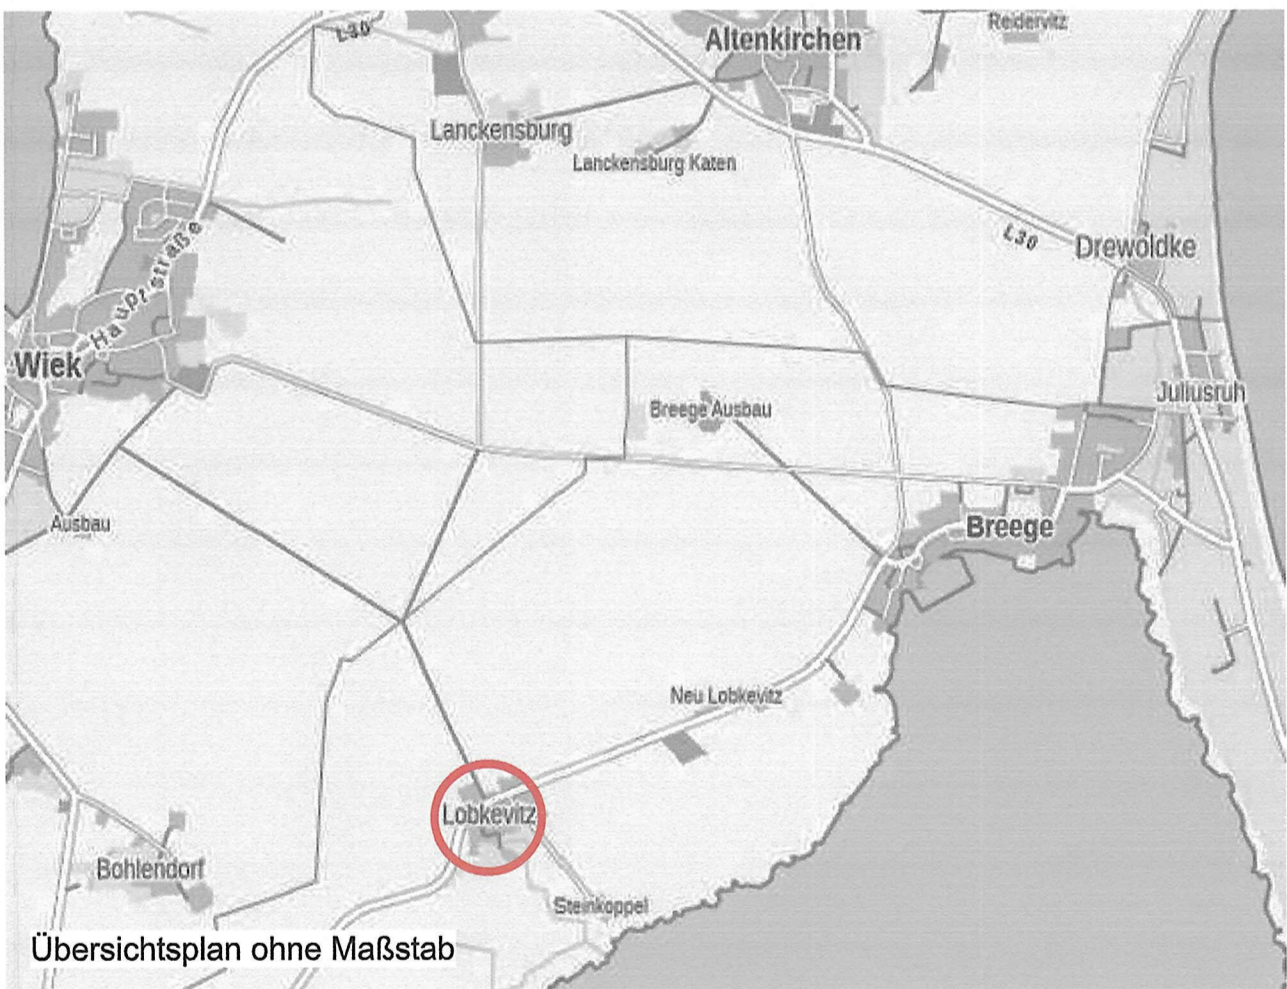 L30
Altenkirchen
Reidervitz
Lanckensburg
Lanckensburg Katen
Hauptstraße
L30
Drewoldke
Wiek
Juliusruh
Breege Ausbau
Ausbau
Breege
Neu Lobkevitz
Lobkevitz
Bohlendorf
Steinkoppel
Übersichtsplan ohne Maßstab